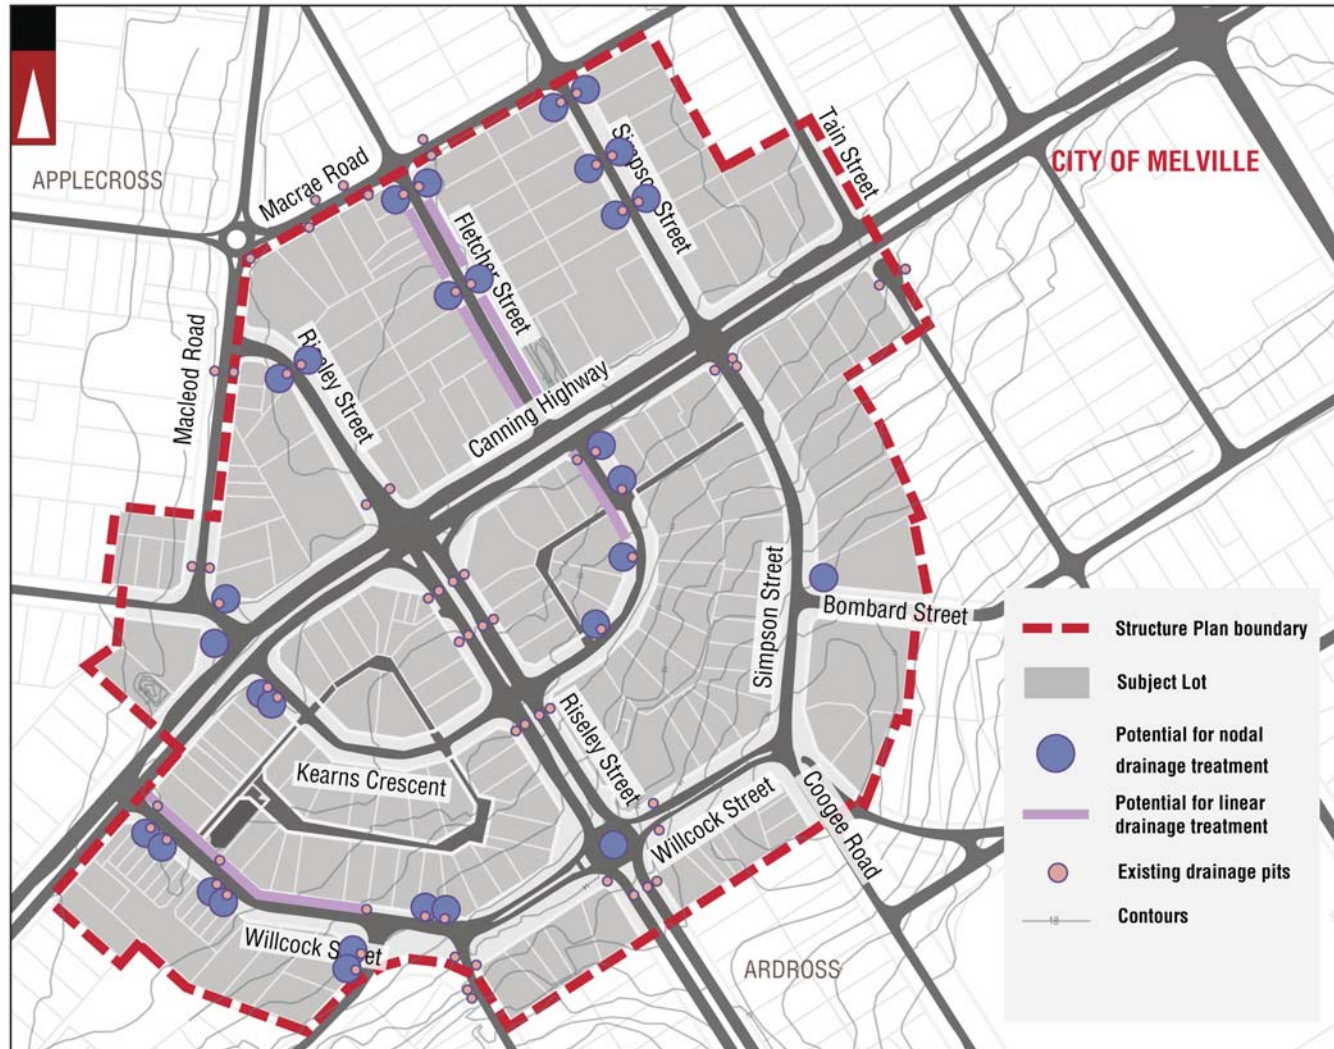 APPLECROSS
Macrae Road
Simpson Street
Tain Street
CITY OF MELVILLE
Fletcher Street
Macleod Road
Riseley Street
Canning Highway
Simpson Street
Bombard Street
Riseley Street
Kearns Crescent
Willcock Street
Coogee Road
Willcock Street
ARDROSS
Structure Plan boundary
Subject Lot
Potential for nodal
drainage treatment
Potential for linear
drainage treatment
Existing drainage pits
18
Contours